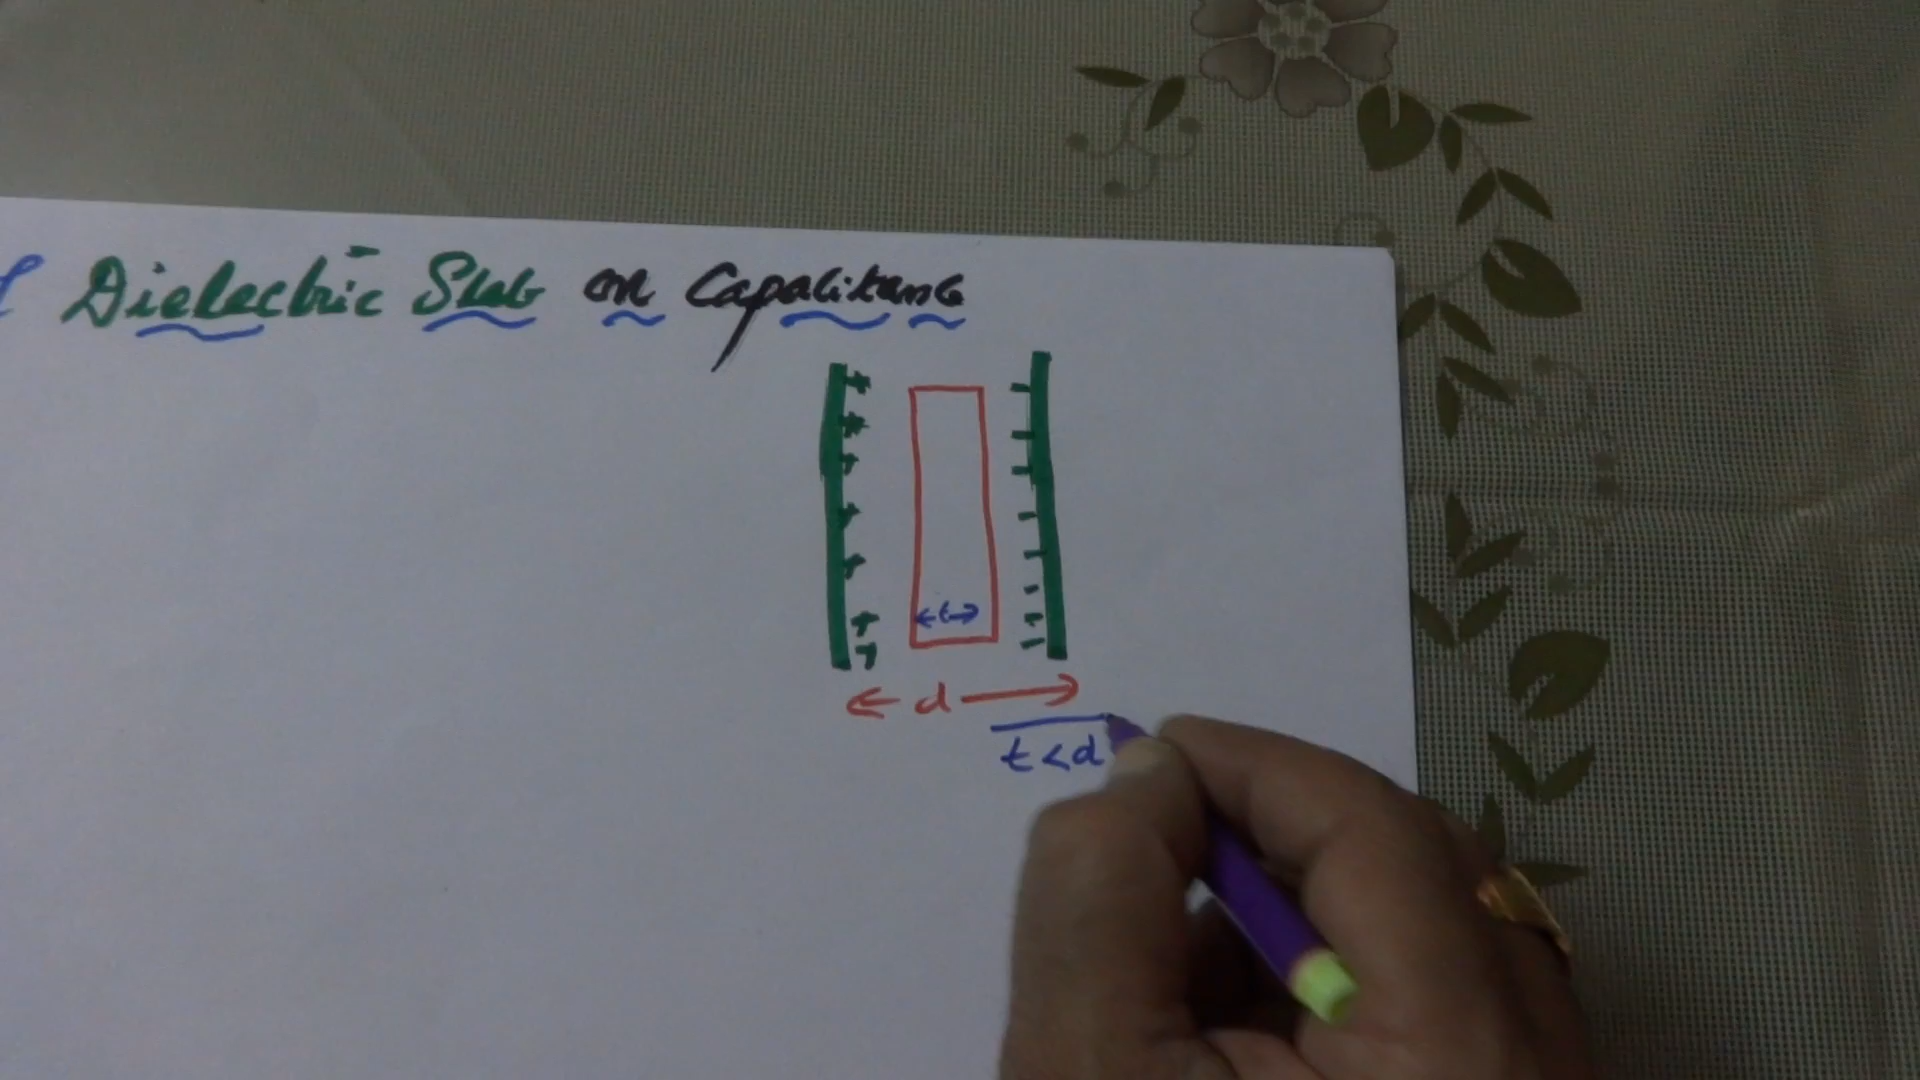 Dielectric Slab on Capacitance
+ -
+ -
+ -
+ -
+ -
+ -
+ -
-
t
d
t < d